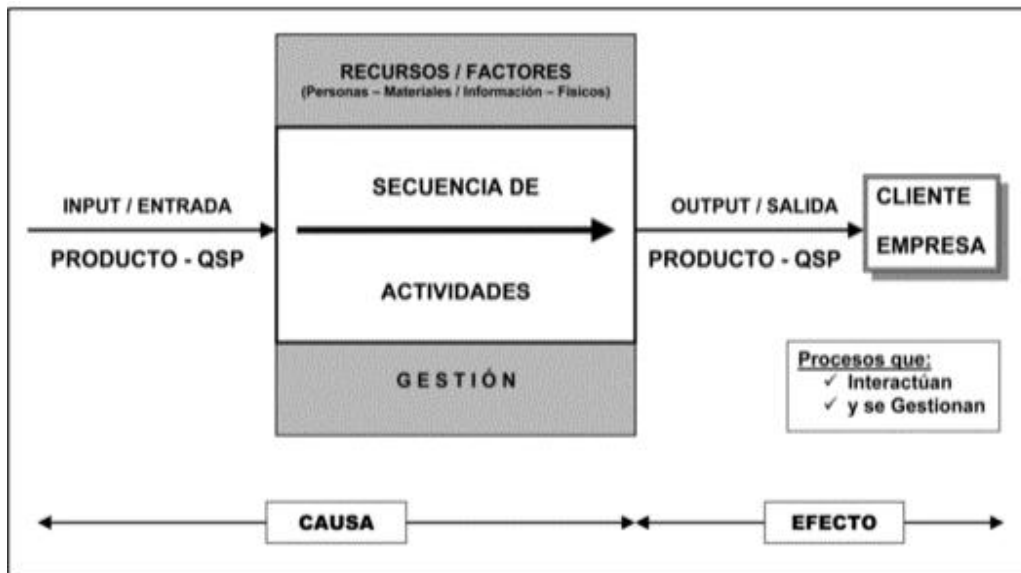 RECURSOS / FACTORES
(Personas – Materiales / Información – Físicos)
SECUENCIA DE
ACTIVIDADES
GESTIÓN
INPUT / ENTRADA
PRODUCTO - QSP
OUTPUT / SALIDA
PRODUCTO - QSP
CLIENTE
EMPRESA
Procesos que:
✓ Interactúan
✓ y se Gestionan
CAUSA
EFECTO